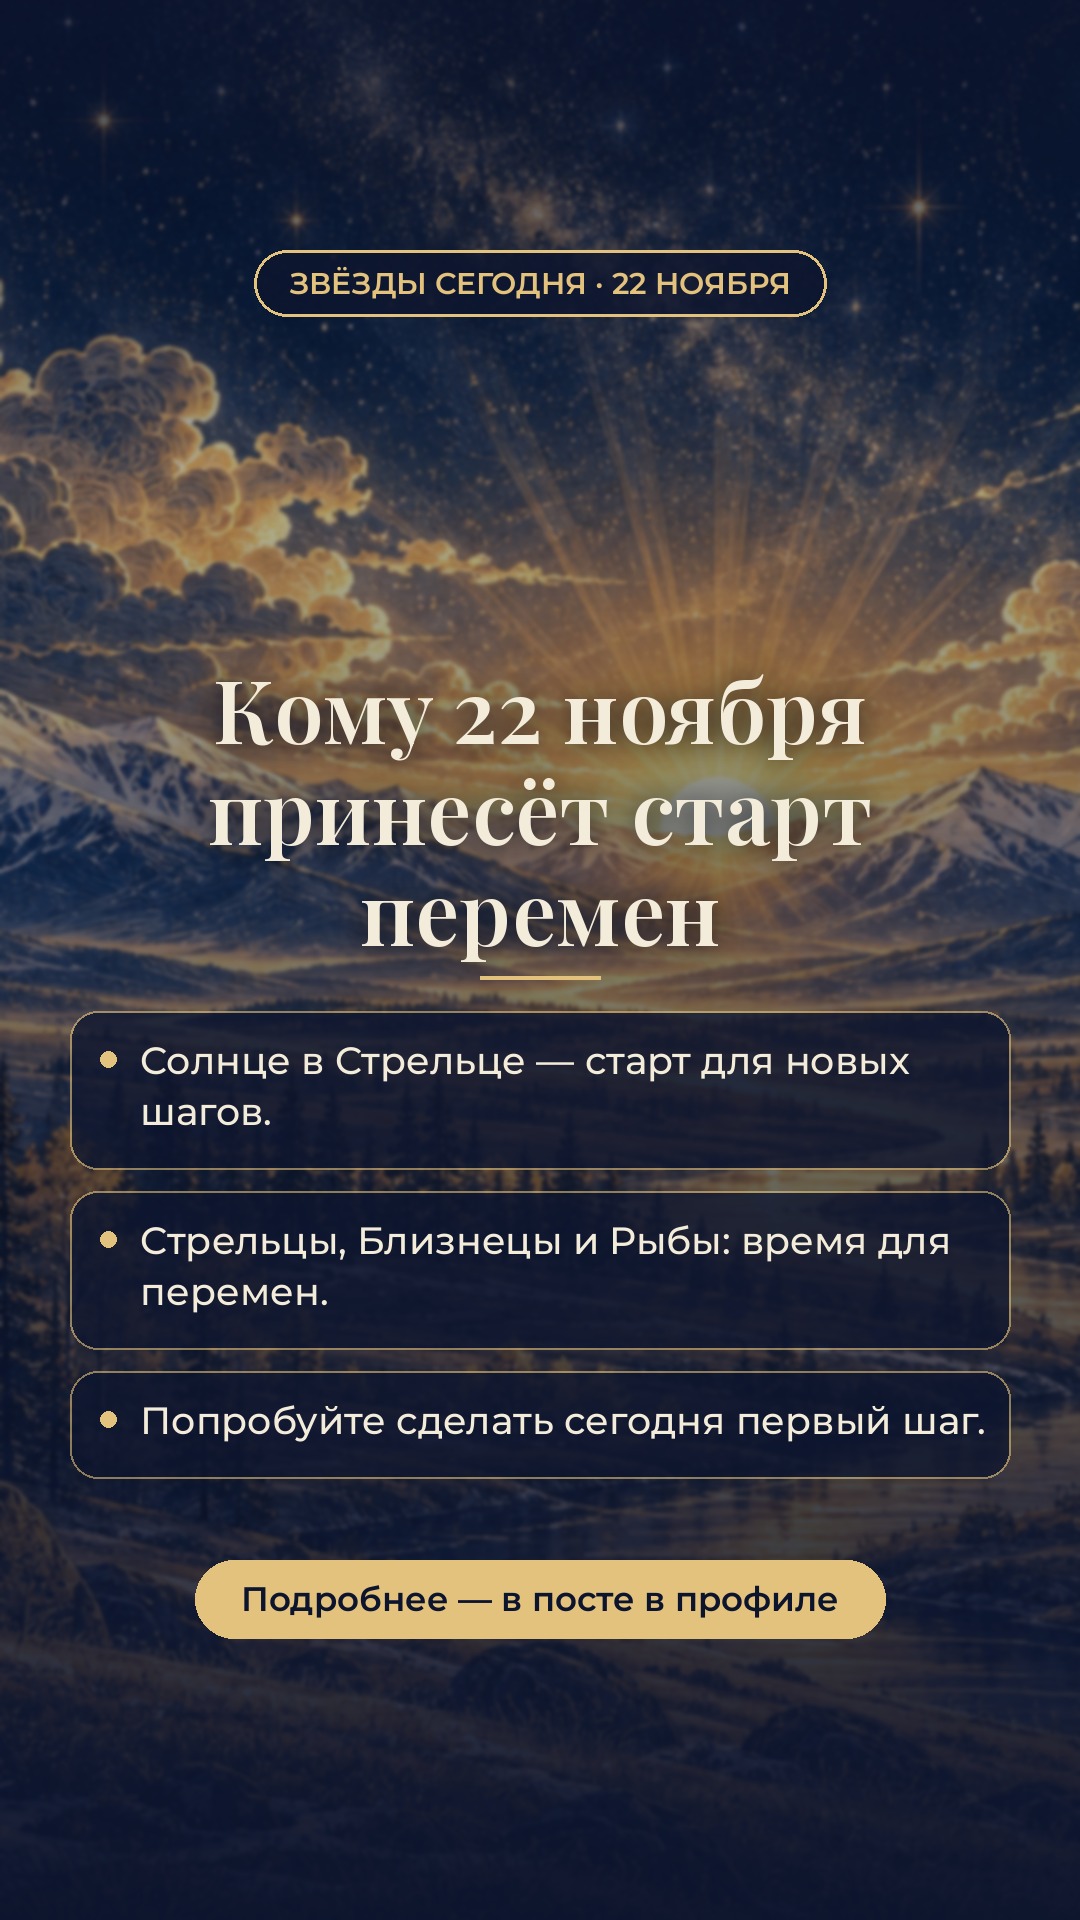 ЗВЁЗДЫ СЕГОДНЯ · 22 НОЯБРЯ
Кому 22 ноября
принесёт старт
перемен
Солнце в Стрельце — старт для новых
шагов.
Стрельцы, Близнецы и Рыбы: время для
перемен.
Попробуйте сделать сегодня первый шаг.
Подробнее — в посте в профиле